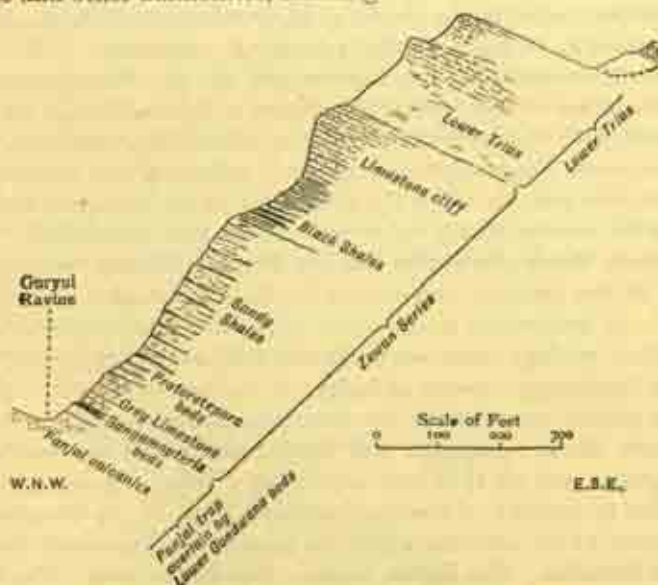 Lower Trias
Lower Trias
Limestone cliff
Black Shales
Zewan Series
Guryul
Ravine
Sandy
Shales
Protoretepora
beds
Grey Limestone
Gangamopteris
beds
Panjal volcanics
Scale of Feet
0 100 200 300
W.N.W.
E.S.E.
Panjal trap
overlain by
Lower Gondwana beds